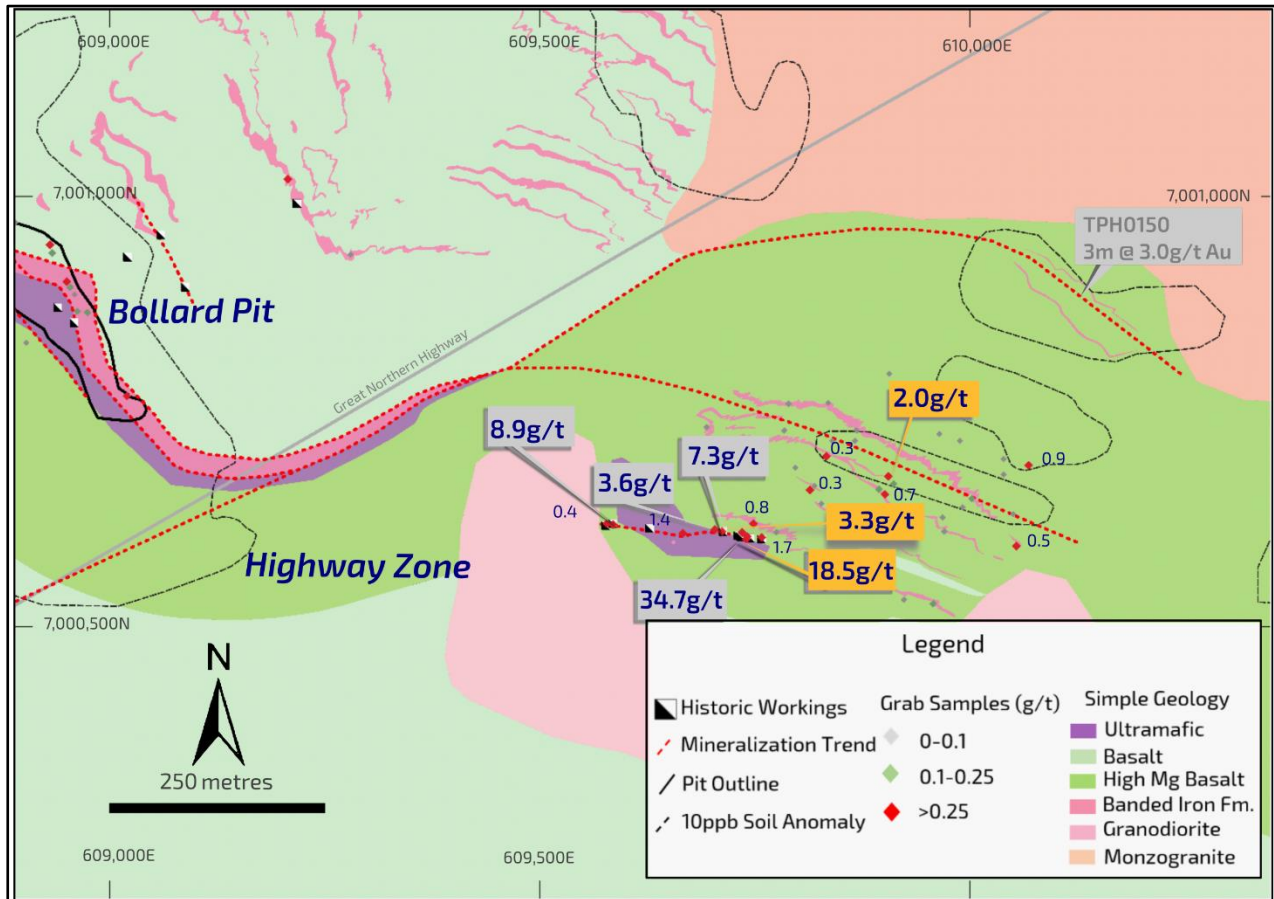 609,000E
609,500E
610,000E
7,001,000N
7,001,000N
TPH0150
3m @ 3.0g/t Au
Bollard Pit
Great Northern Highway
2.0g/t
8.9g/t
7.3g/t
3.6g/t
0.3
0.9
0.3
0.7
0.4
1.4
0.8
3.3g/t
1.7
0.5
Highway Zone
18.5g/t
34.7g/t
7,000,500N
N
250 metres
609,000E
609,500E
Legend
Historic Workings
Mineralization Trend
Pit Outline
10ppb Soil Anomaly
Grab Samples (g/t)
0-0.1
0.1-0.25
>0.25
Simple Geology
Ultramafic
Basalt
High Mg Basalt
Banded Iron Fm.
Granodiorite
Monzogranite
610,000E